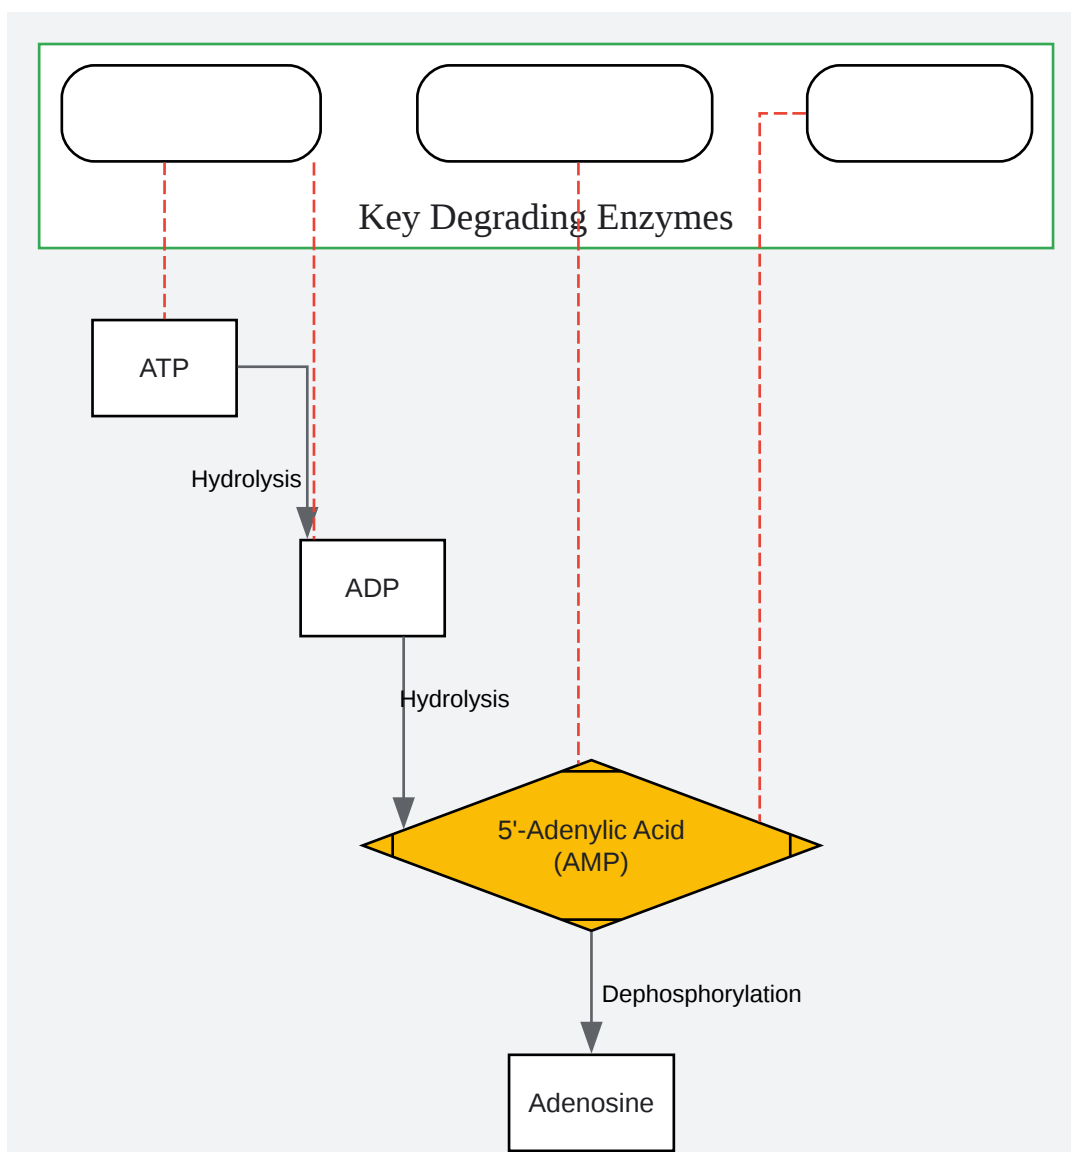 Key Degrading Enzymes
ATP
Hydrolysis
ADP
Hydrolysis
5'-Adenylic Acid
(AMP)
Dephosphorylation
Adenosine